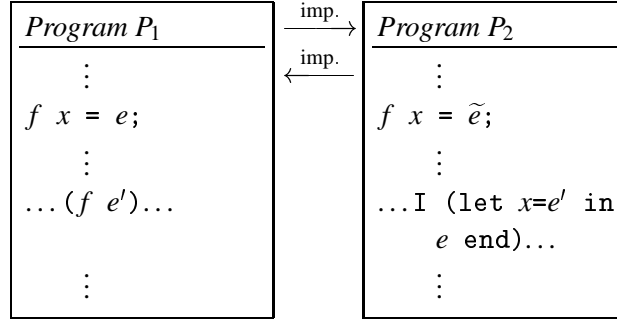 Program P₁
⋮
f x = e;
⋮
...(f e′)...
⋮
imp.
⟶
imp.
⟵
Program P₂
⋮
f x = ẽ;
⋮
...I (let x=e′ in
e end)...
⋮